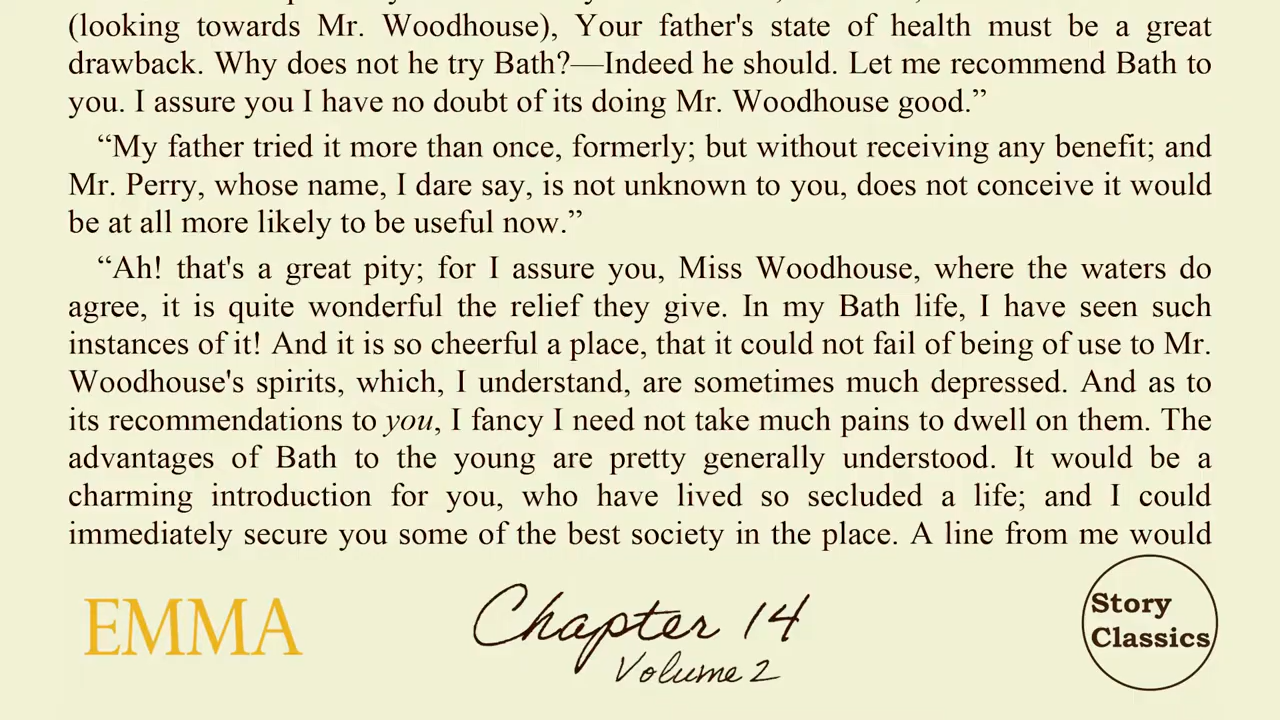 (looking towards Mr. Woodhouse), Your father's state of health must be a great
drawback. Why does not he try Bath?—Indeed he should. Let me recommend Bath to
you. I assure you I have no doubt of its doing Mr. Woodhouse good.”
“My father tried it more than once, formerly; but without receiving any benefit; and
Mr. Perry, whose name, I dare say, is not unknown to you, does not conceive it would
be at all more likely to be useful now.”
“Ah! that's a great pity; for I assure you, Miss Woodhouse, where the waters do
agree, it is quite wonderful the relief they give. In my Bath life, I have seen such
instances of it! And it is so cheerful a place, that it could not fail of being of use to Mr.
Woodhouse's spirits, which, I understand, are sometimes much depressed. And as to
its recommendations to you, I fancy I need not take much pains to dwell on them. The
advantages of Bath to the young are pretty generally understood. It would be a
charming introduction for you, who have lived so secluded a life; and I could
immediately secure you some of the best society in the place. A line from me would
EMMA
Chapter 14
Volume 2
Story
Classics